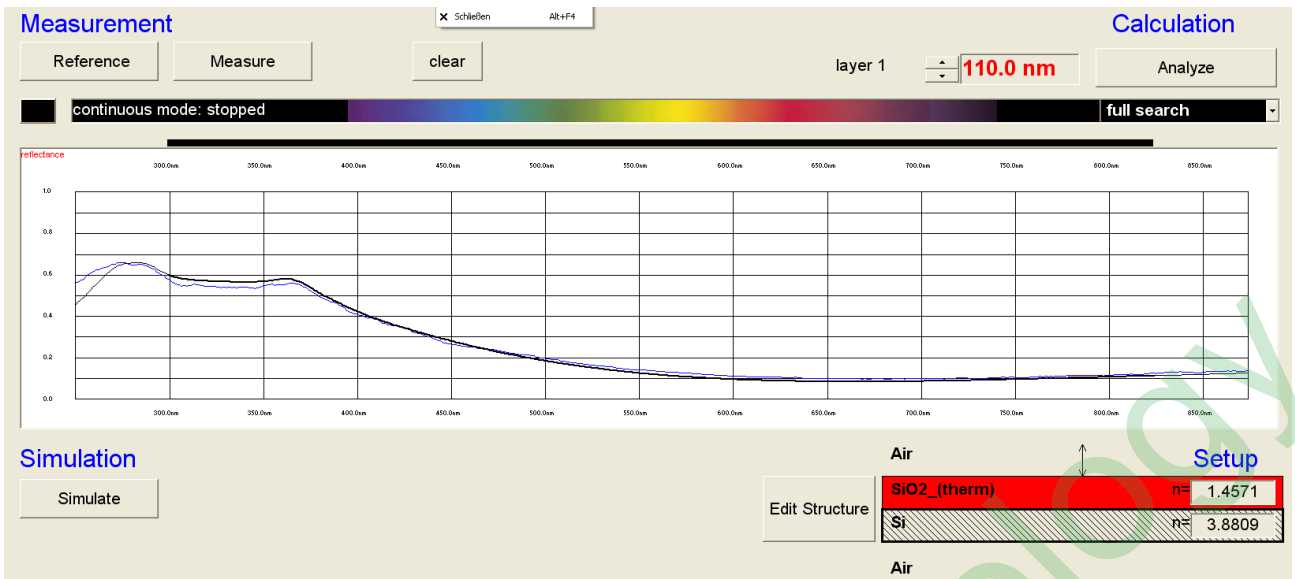 ✕ Schließen Alt+F4
Measurement
Calculation
Reference
Measure
clear
layer 1
110.0 nm
Analyze
continuous mode: stopped
full search
reflectance
300.0nm 350.0nm 400.0nm 450.0nm 500.0nm 550.0nm 600.0nm 650.0nm 700.0nm 750.0nm 800.0nm 850.0nm
1.0
0.8
0.6
0.4
0.2
0.0
300.0nm 350.0nm 400.0nm 450.0nm 500.0nm 550.0nm 600.0nm 650.0nm 700.0nm 750.0nm 800.0nm 850.0nm
Simulation
Simulate
Air
Setup
Edit Structure
SiO2_(therm) n= 1.4571
Si n= 3.8809
Air
ology